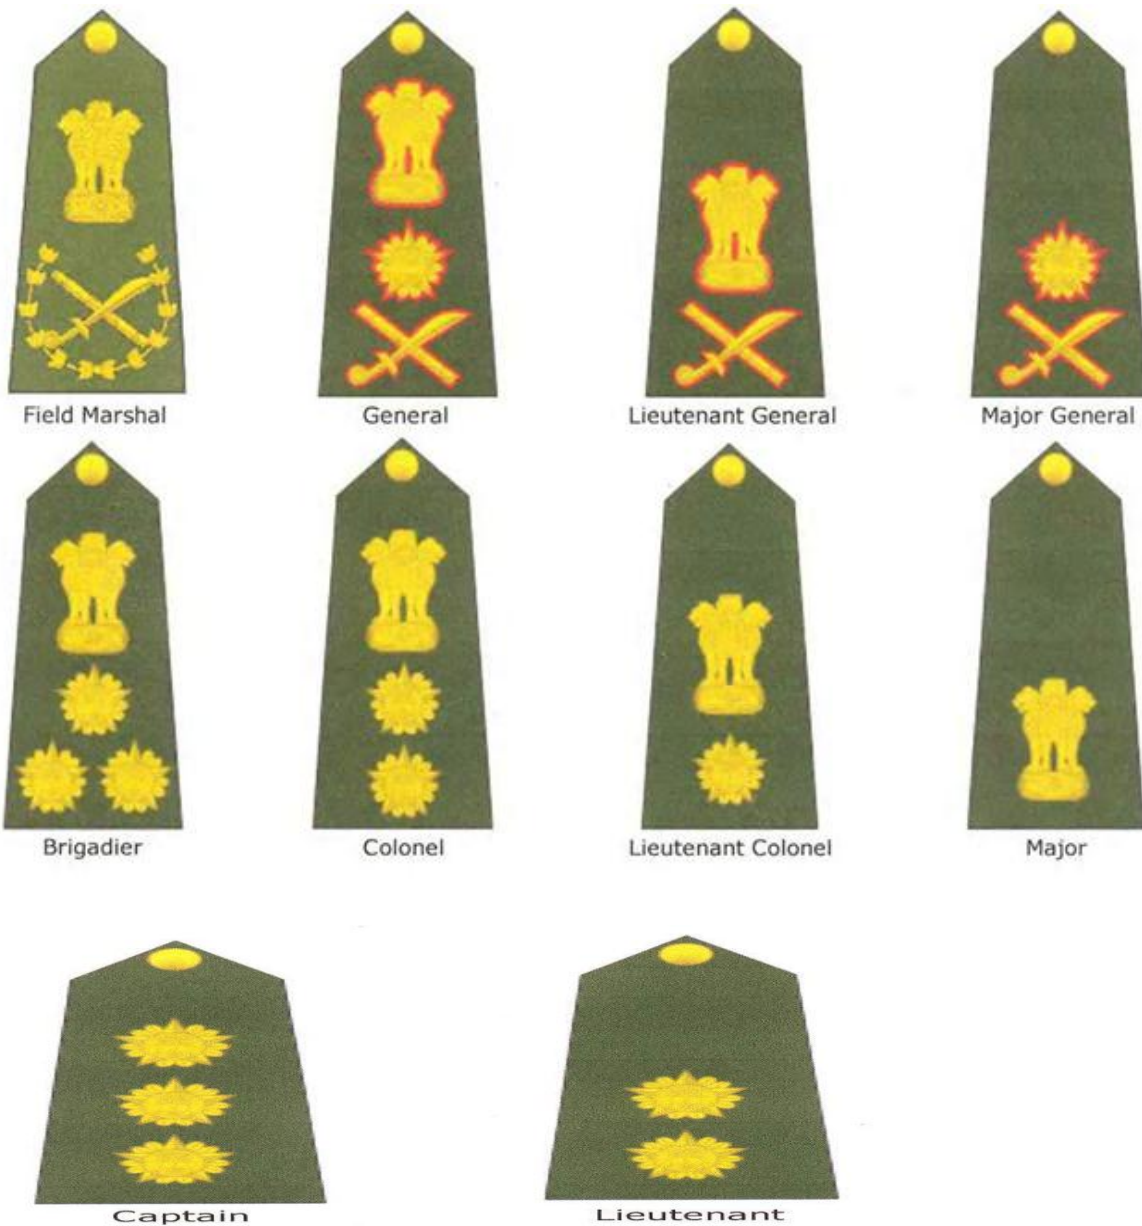 Field Marshal
General
Lieutenant General
Major General
Brigadier
Colonel
Lieutenant Colonel
Major
Captain
Lieutenant